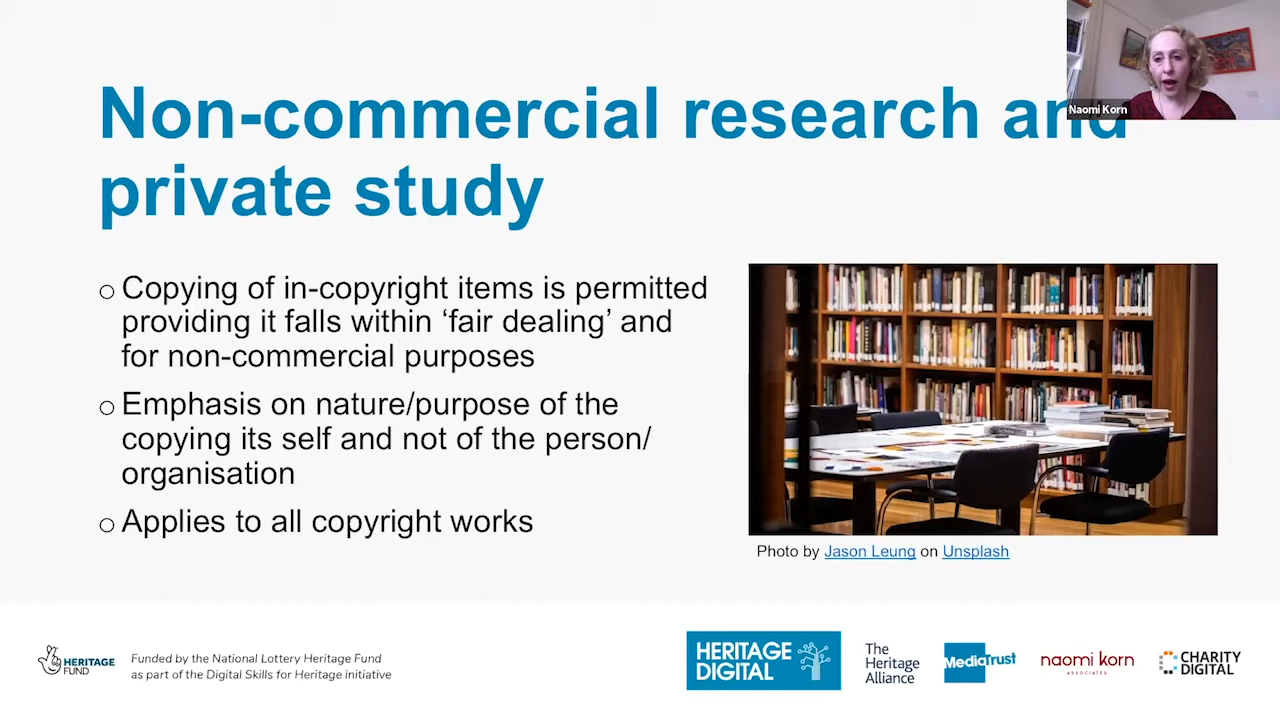 Naomi Korn
Non-commercial research and
private study
o Copying of in-copyright items is permitted
providing it falls within ‘fair dealing’ and
for non-commercial purposes
o Emphasis on nature/purpose of the
copying its self and not of the person/
organisation
o Applies to all copyright works
Photo by Jason Leung on Unsplash
HERITAGE
FUND
Funded by the National Lottery Heritage Fund
as part of the Digital Skills for Heritage initiative
HERITAGE
DIGITAL
The
Heritage
Alliance
MediaTrust
naomi korn
ASSOCIATES
CHARITY
DIGITAL